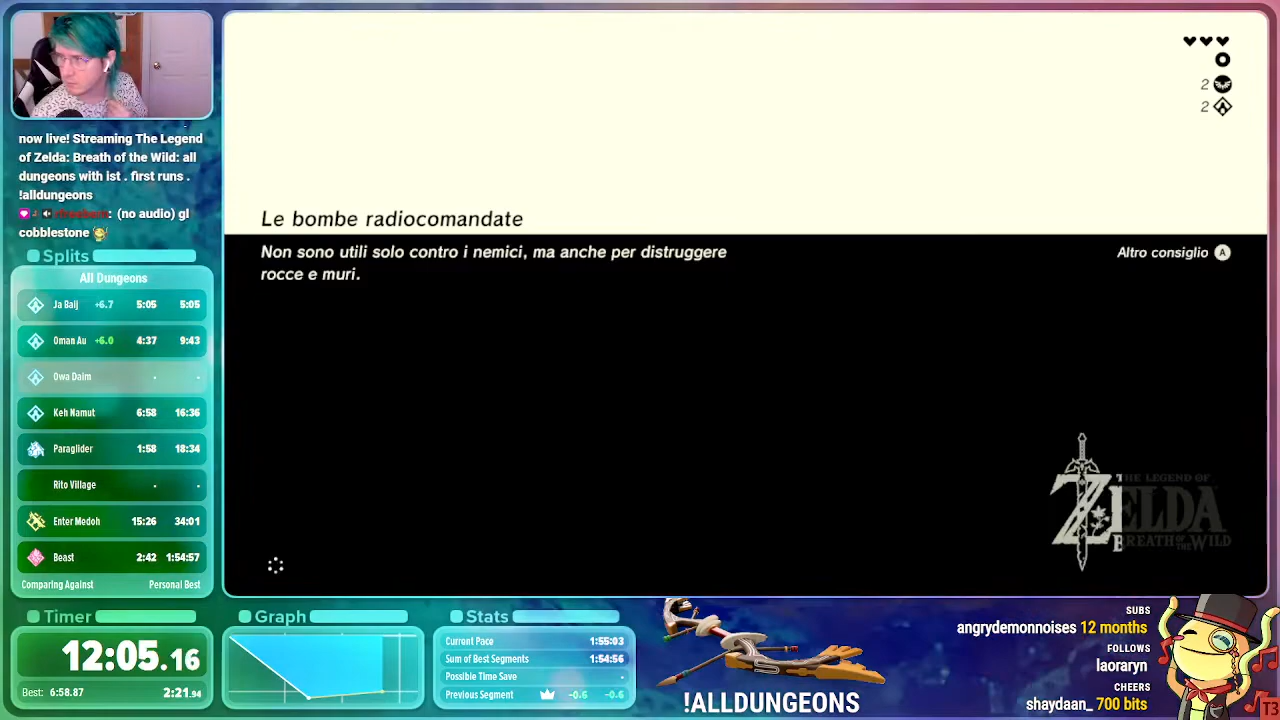 now live! Streaming The Legend
of Zelda: Breath of the Wild: all
dungeons with ist . first runs .
!alldungeons
: (no audio) gl
cobblestone
Splits
All Dungeons
Ja Baij +6.7 5:05 5:05
Oman Au +6.0 4:37 9:43
Owa Daim - -
Keh Namut 6:58 16:36
Paraglider 1:58 18:34
Rito Village - -
Enter Medoh 15:26 34:01
Beast 2:42 1:54:57
Comparing Against Personal Best
Timer
12:05.16
Best: 6:58.87 2:21.94
2
2
Le bombe radiocomandate
Non sono utili solo contro i nemici, ma anche per distruggere
rocce e muri.
Altro consiglio A
THE LEGEND OF
ZELDA
BREATH OF THE WILD
Graph
Stats
Current Pace 1:55:03
Sum of Best Segments 1:54:56
Possible Time Save -
Previous Segment -0.6 -0.6
!ALLDUNGEONS
SUBS
angrydemonnoises 12 months
FOLLOWS
laoraryn
CHEERS
shaydaan_ 700 bits
T3